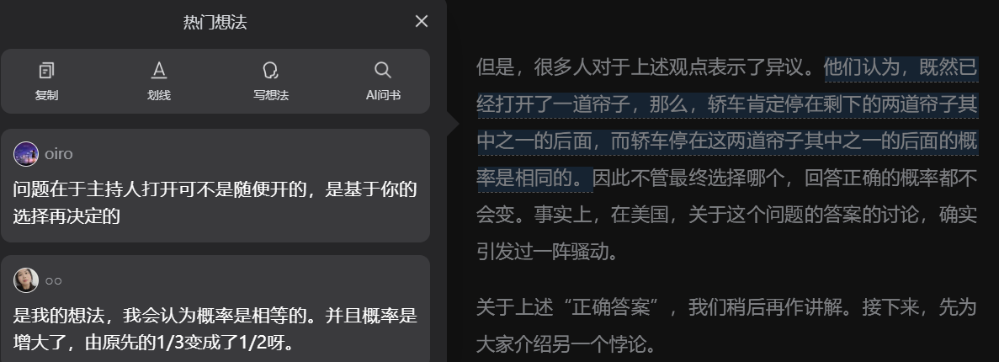 热门想法
复制
划线
写想法
AI问书
oiro
问题在于主持人打开可不是随便开的，是基于你的
选择再决定的
○○
是我的想法，我会认为概率是相等的。并且概率是
增大了，由原先的1/3变成了1/2呀。
但是，很多人对于上述观点表示了异议。他们认为，既然已
经打开了一道帘子，那么，轿车肯定停在剩下的两道帘子其
中之一的后面，而轿车停在这两道帘子其中之一的后面的概
率是相同的。因此不管最终选择哪个，回答正确的概率都不
会变。事实上，在美国，关于这个问题的答案的讨论，确实
引发过一阵骚动。
关于上述“正确答案”，我们稍后再作讲解。接下来，先为
大家介绍另一个悖论。